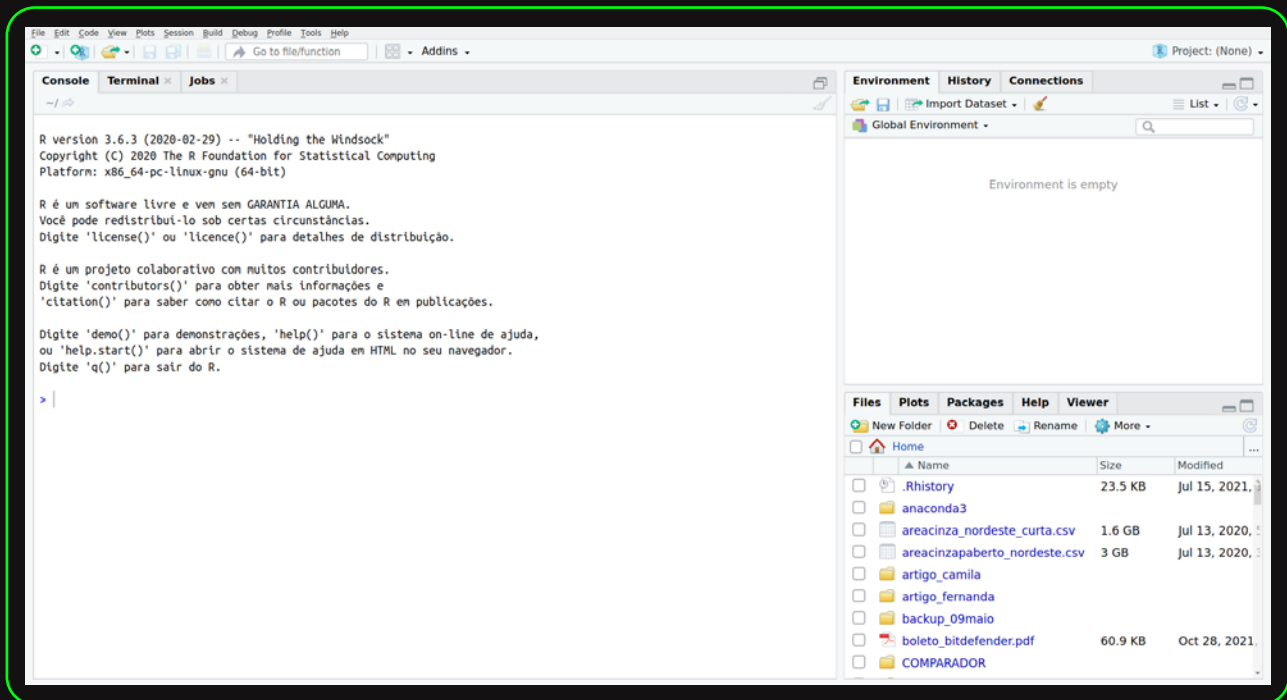 File Edit Code View Plots Session Build Debug Profile Tools Help
Go to file/function Addins Project: (None)
Console Terminal Jobs
~/
R version 3.6.3 (2020-02-29) -- "Holding the Windsock"
Copyright (C) 2020 The R Foundation for Statistical Computing
Platform: x86_64-pc-linux-gnu (64-bit)
R é um software livre e vem sem GARANTIA ALGUMA.
Você pode redistribuí-lo sob certas circunstâncias.
Digite 'license()' ou 'licence()' para detalhes de distribuição.
R é um projeto colaborativo com muitos contribuidores.
Digite 'contributors()' para obter mais informações e
'citation()' para saber como citar o R ou pacotes do R em publicações.
Digite 'demo()' para demonstrações, 'help()' para o sistema on-line de ajuda,
ou 'help.start()' para abrir o sistema de ajuda em HTML no seu navegador.
Digite 'q()' para sair do R.
>
Environment History Connections
Import Dataset List
Global Environment
Environment is empty
Files Plots Packages Help Viewer
New Folder Delete Rename More
Home ...
Name Size Modified
.Rhistory 23.5 KB Jul 15, 2021,
anaconda3
areacinza_nordeste_curta.csv 1.6 GB Jul 13, 2020,
areacinzapaberto_nordeste.csv 3 GB Jul 13, 2020,
artigo_camila
artigo_fernanda
backup_09maio
boleto_bitdefender.pdf 60.9 KB Oct 28, 2021,
COMPARADOR